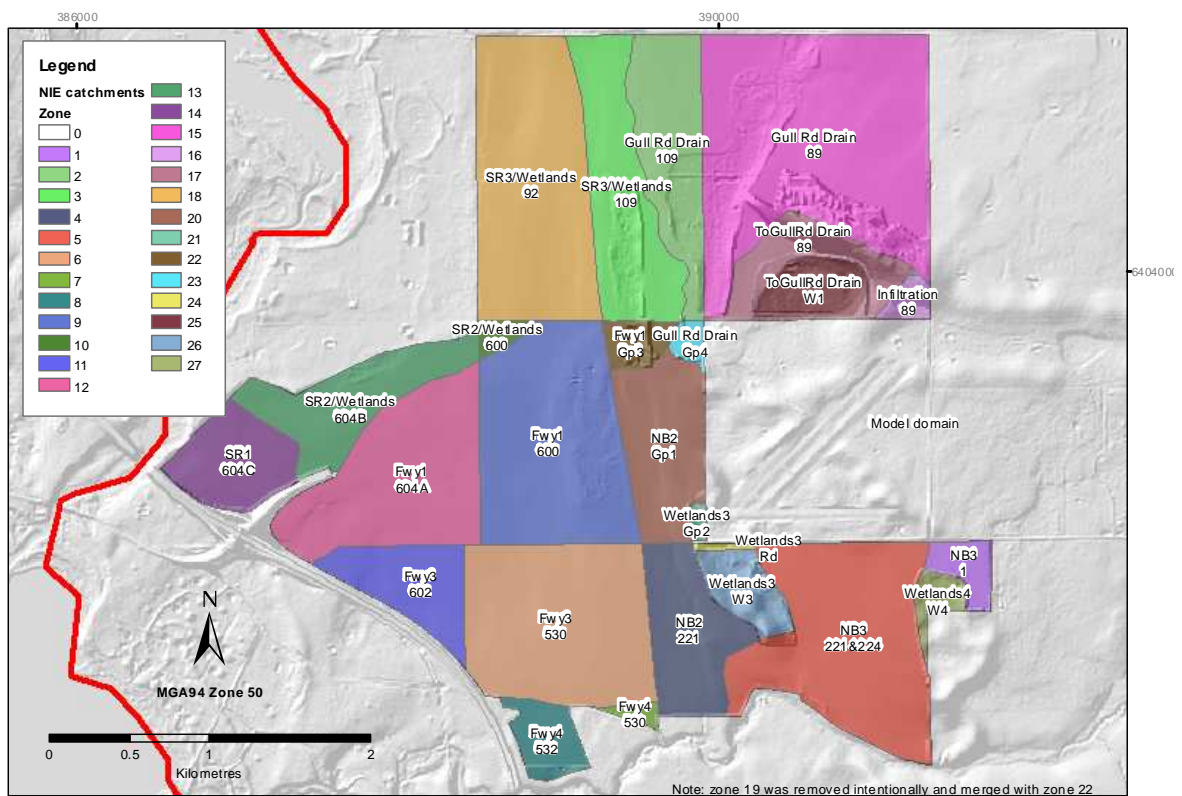 386000
390000
6404000
Legend
NIE catchments
Zone
0
1
2
3
4
5
6
7
8
9
10
11
12
13
14
15
16
17
18
20
21
22
23
24
25
26
27
Gull Rd Drain
109
Gull Rd Drain
89
SR3/Wetlands
92
SR3/Wetlands
109
ToGullRd Drain
89
ToGullRd Drain
W1
Infiltration
89
SR2/Wetlands
600
Fwy1
Gp3
Gull Rd Drain
Gp4
SR2/Wetlands
604B
Model domain
Fwy1
600
NB2
Gp1
SR1
604C
Fwy1
604A
Wetlands3
Gp2
Wetlands3
Rd
NB3
1
Fwy3
602
Wetlands3
W3
Wetlands4
W4
Fwy3
530
NB2
221
NB3
221&224
N
MGA94 Zone 50
Fwy4
530
Fwy4
532
0 0.5 1 2
Kilometres
Note: zone 19 was removed intentionally and merged with zone 22